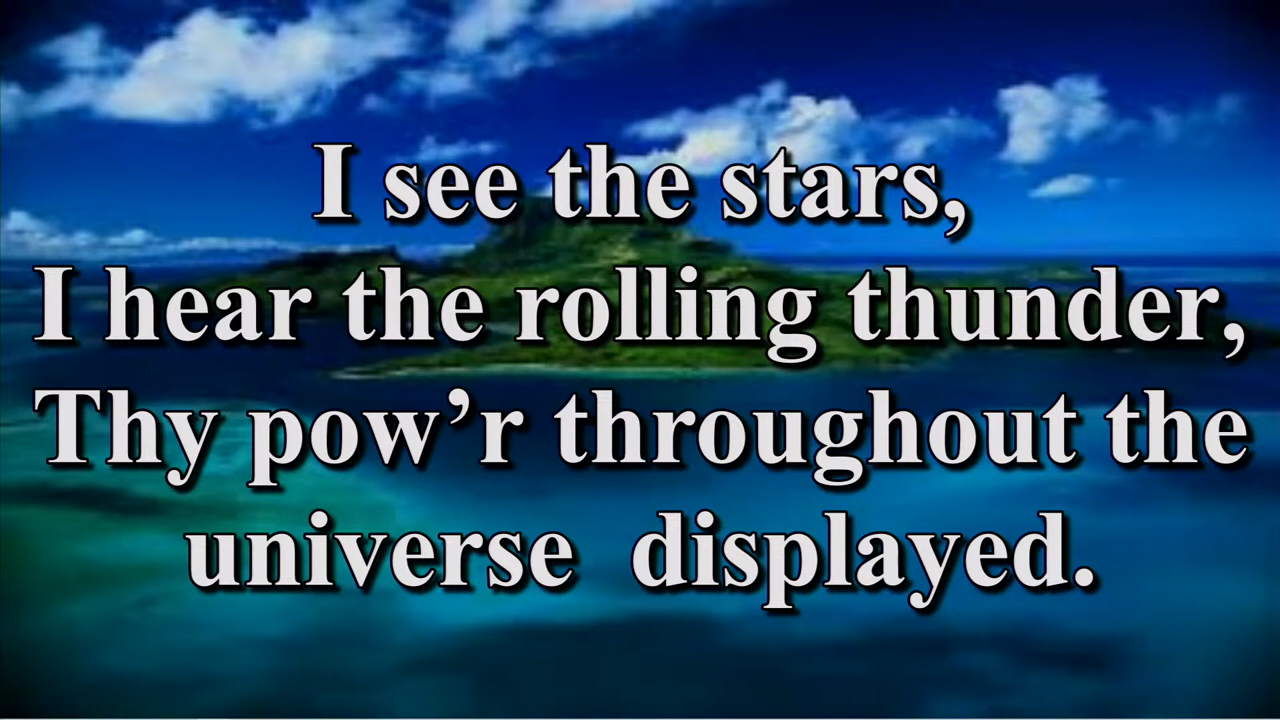 I see the stars,
I hear the rolling thunder,
Thy pow’r throughout the
universe  displayed.